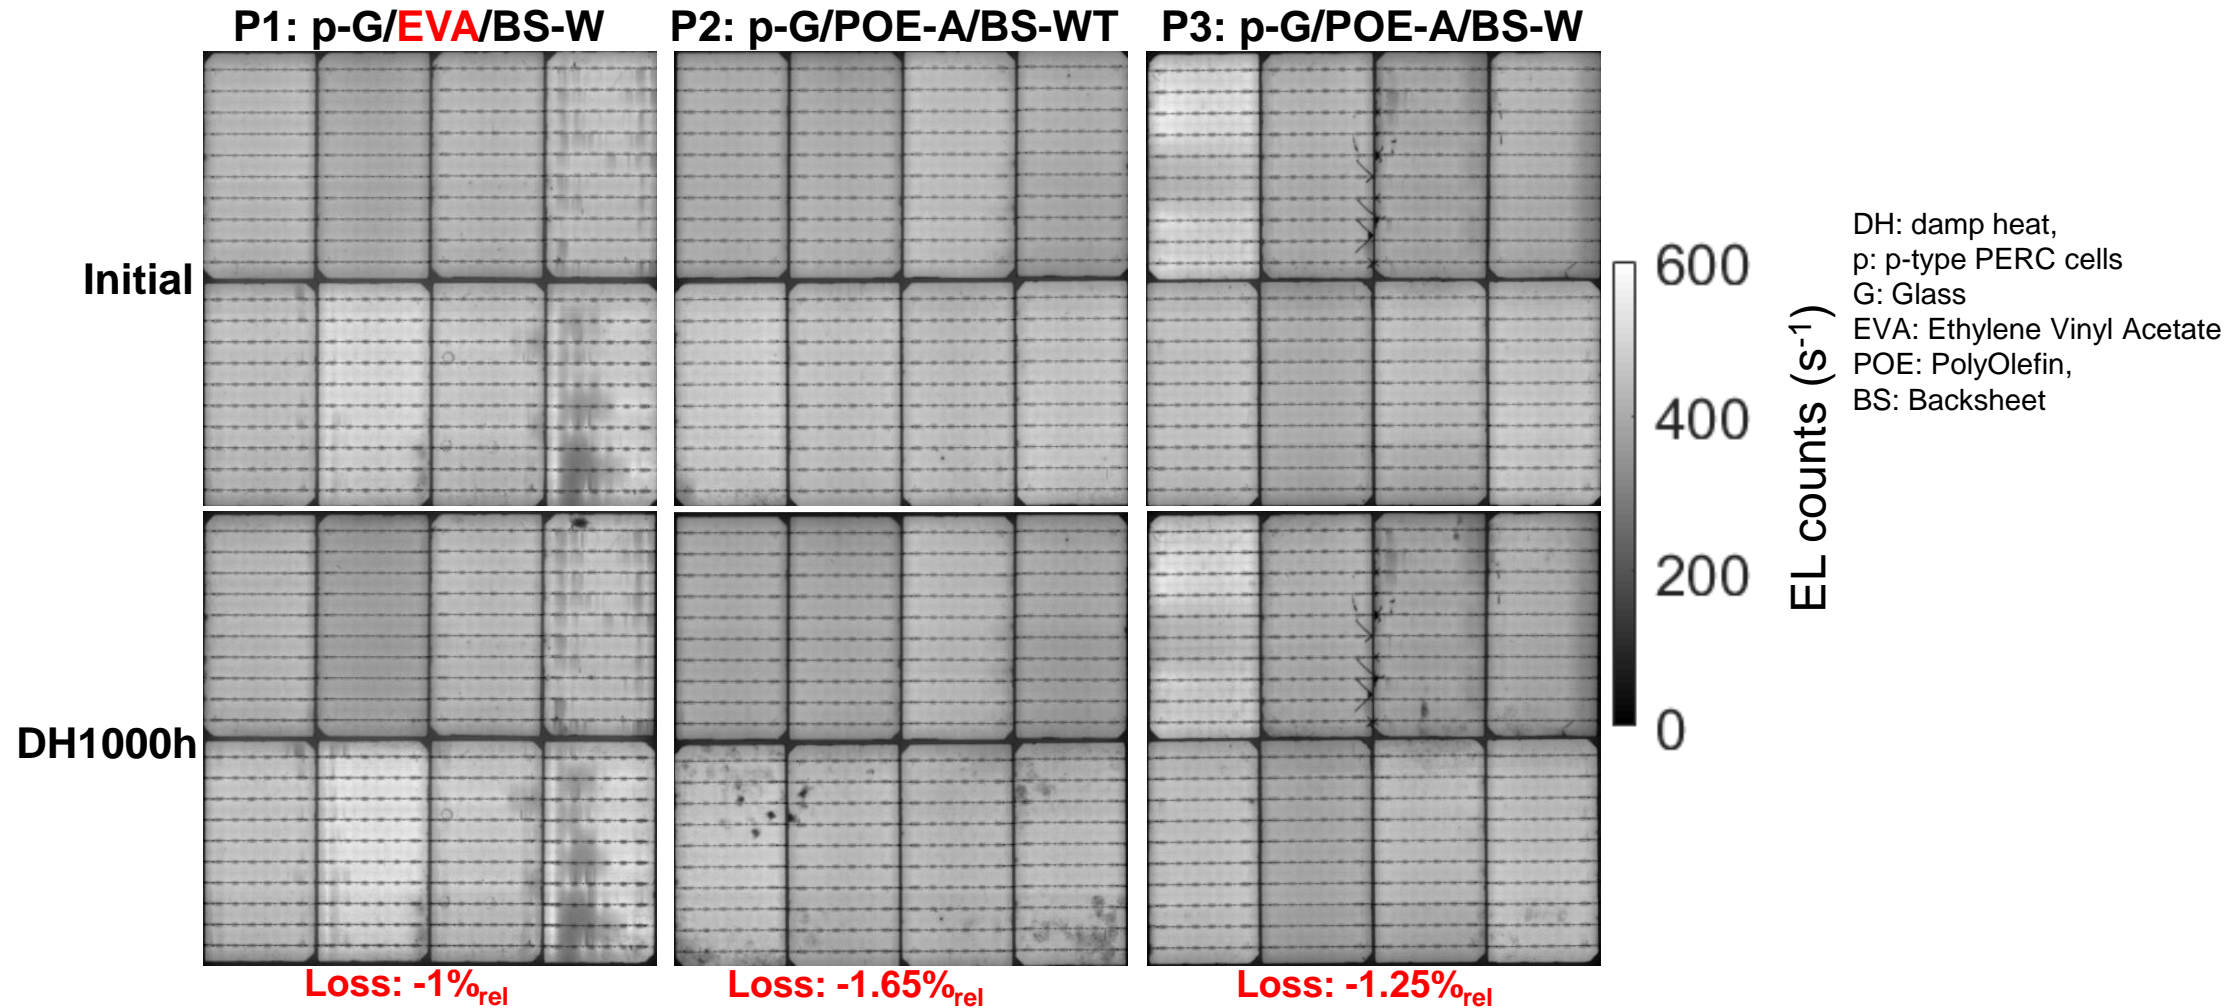 P1: p-G/EVA/BS-W
P2: p-G/POE-A/BS-WT
P3: p-G/POE-A/BS-W
Initial
DH1000h
600
400
200
0
EL counts (s-1)
DH: damp heat,
p: p-type PERC cells
G: Glass
EVA: Ethylene Vinyl Acetate
POE: PolyOlefin,
BS: Backsheet
Loss: -1%rel
Loss: -1.65%rel
Loss: -1.25%rel